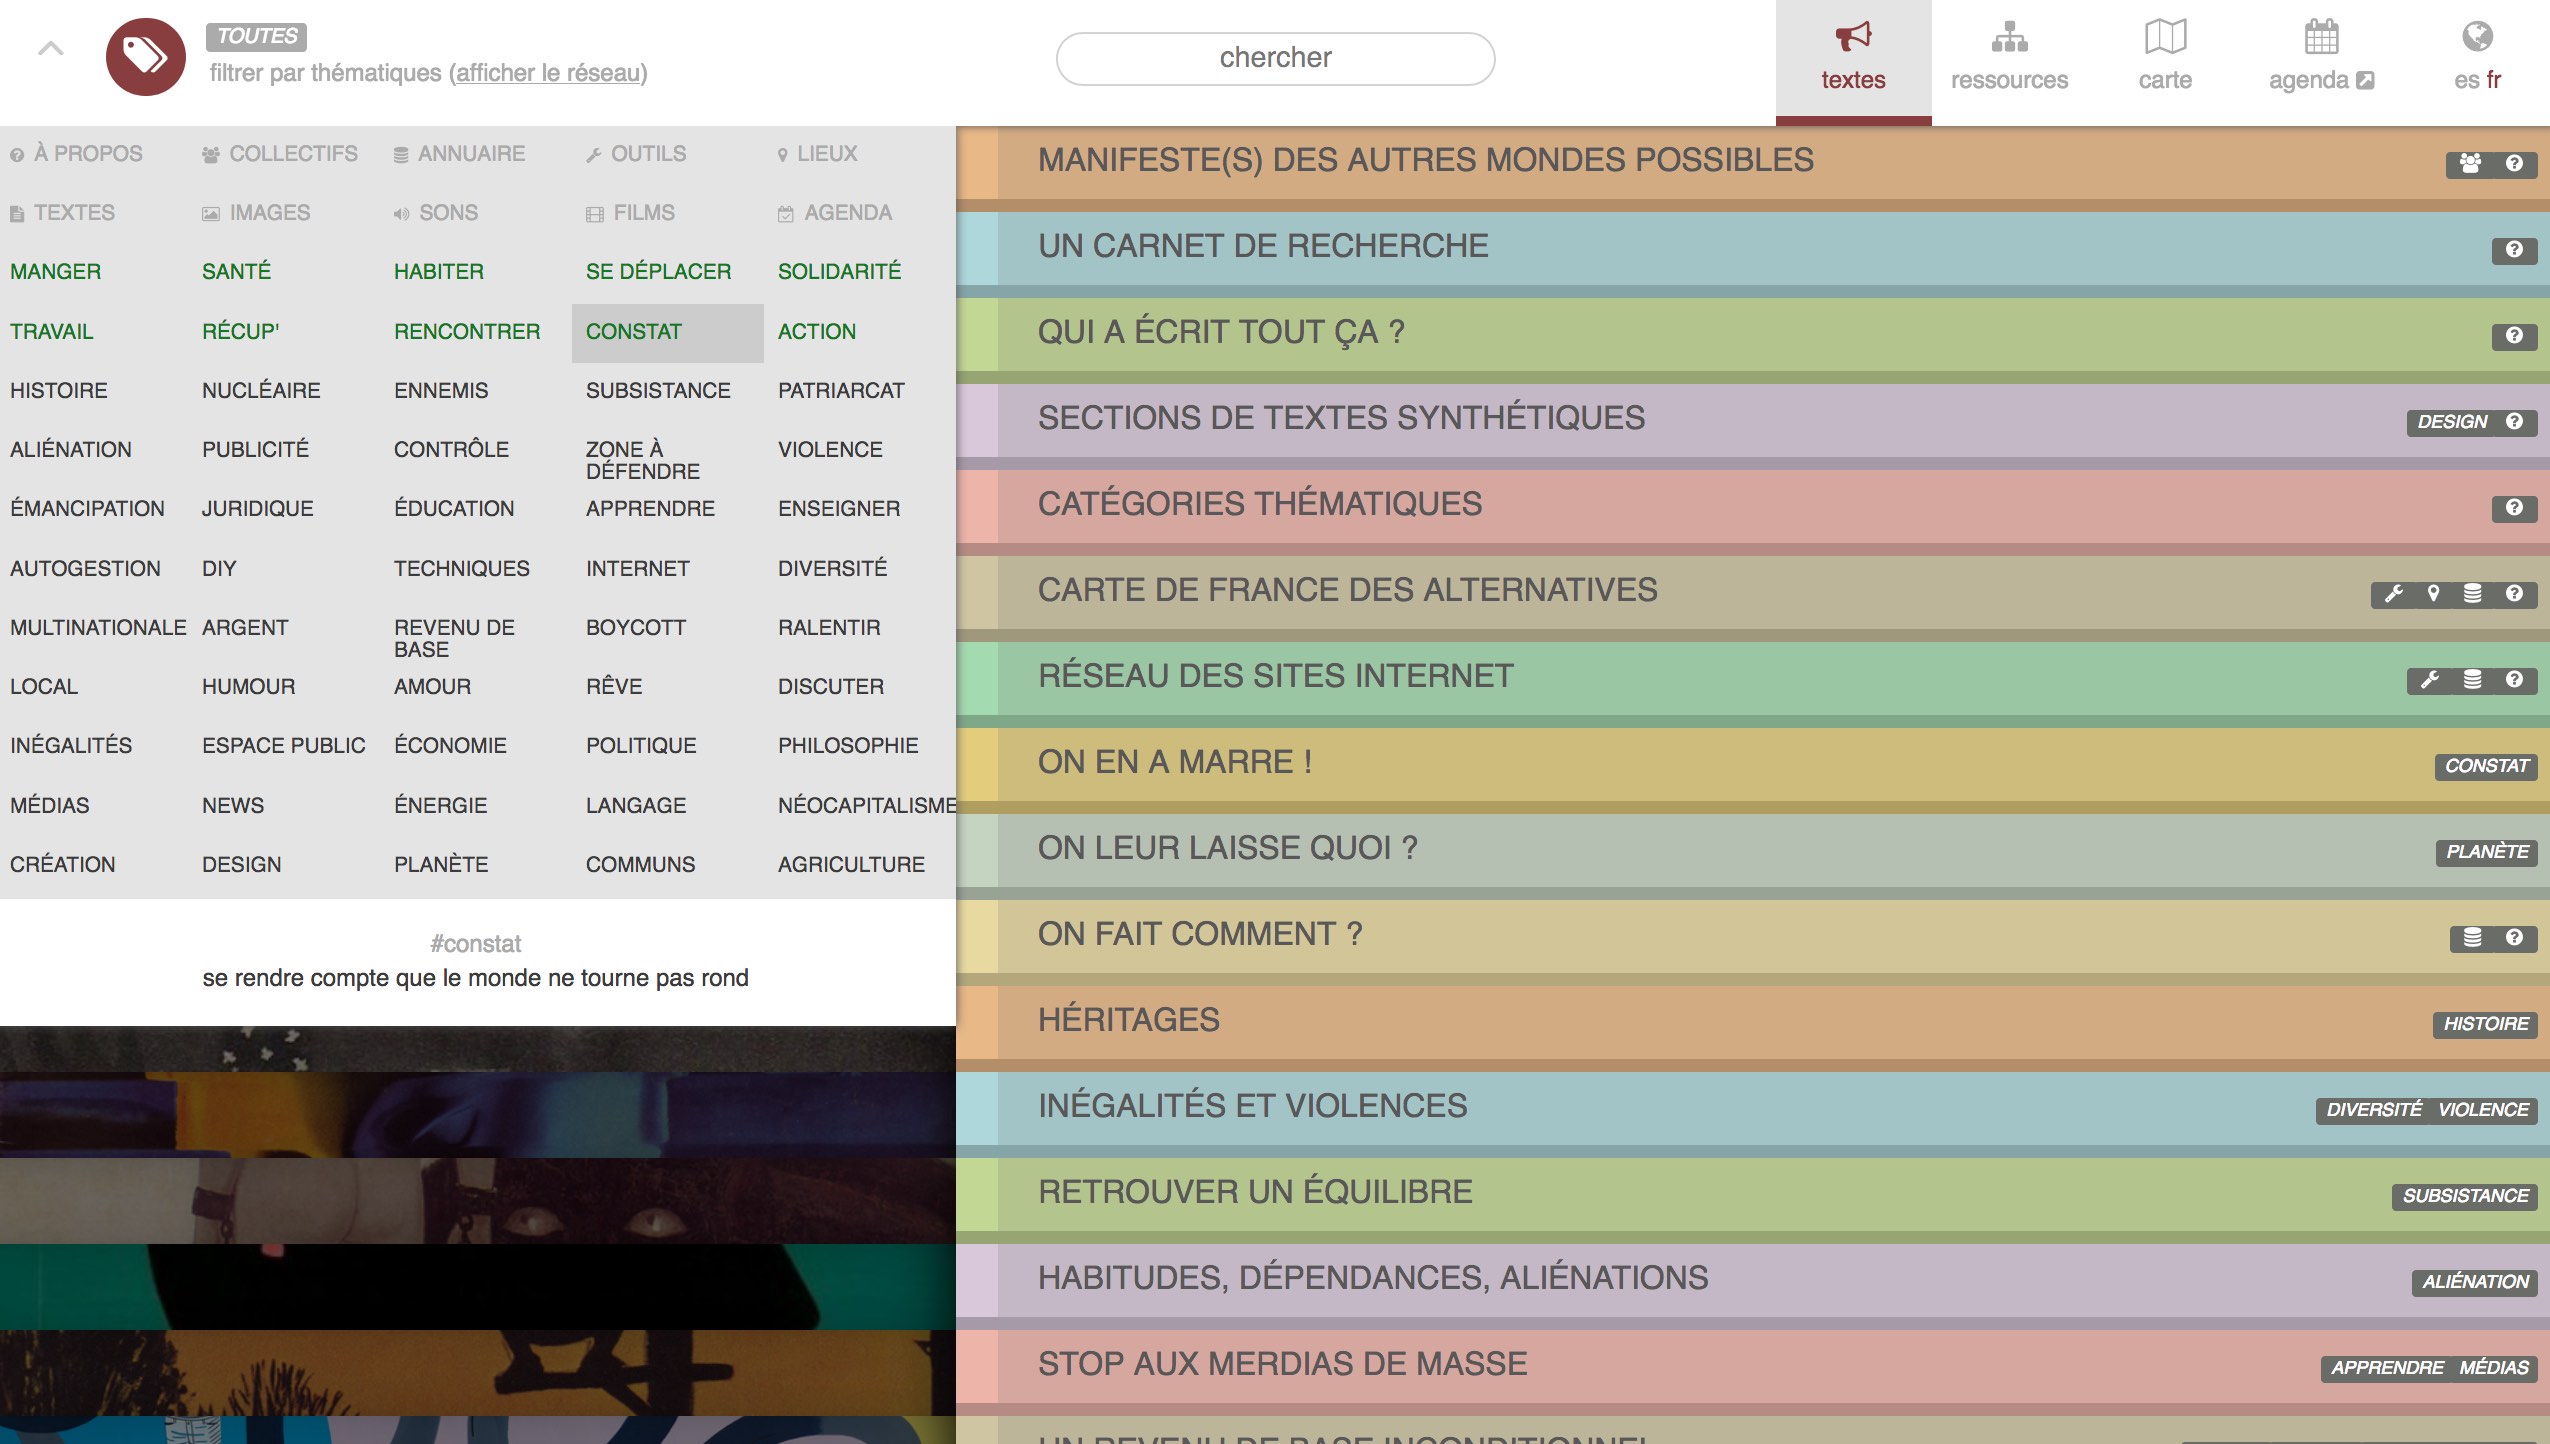 TOUTES
filtrer par thématiques (afficher le réseau)
chercher
textes
ressources
carte
agenda
es fr
À PROPOS COLLECTIFS ANNUAIRE OUTILS LIEUX
TEXTES IMAGES SONS FILMS AGENDA
MANGER SANTÉ HABITER SE DÉPLACER SOLIDARITÉ
TRAVAIL RÉCUP' RENCONTRER CONSTAT ACTION
HISTOIRE NUCLÉAIRE ENNEMIS SUBSISTANCE PATRIARCAT
ALIÉNATION PUBLICITÉ CONTRÔLE ZONE À DÉFENDRE VIOLENCE
ÉMANCIPATION JURIDIQUE ÉDUCATION APPRENDRE ENSEIGNER
AUTOGESTION DIY TECHNIQUES INTERNET DIVERSITÉ
MULTINATIONALE ARGENT REVENU DE BASE BOYCOTT RALENTIR
LOCAL HUMOUR AMOUR RÊVE DISCUTER
INÉGALITÉS ESPACE PUBLIC ÉCONOMIE POLITIQUE PHILOSOPHIE
MÉDIAS NEWS ÉNERGIE LANGAGE NÉOCAPITALISME
CRÉATION DESIGN PLANÈTE COMMUNS AGRICULTURE
#constat
se rendre compte que le monde ne tourne pas rond
MANIFESTE(S) DES AUTRES MONDES POSSIBLES
UN CARNET DE RECHERCHE
QUI A ÉCRIT TOUT ÇA ?
SECTIONS DE TEXTES SYNTHÉTIQUES DESIGN
CATÉGORIES THÉMATIQUES
CARTE DE FRANCE DES ALTERNATIVES
RÉSEAU DES SITES INTERNET
ON EN A MARRE ! CONSTAT
ON LEUR LAISSE QUOI ? PLANÈTE
ON FAIT COMMENT ?
HÉRITAGES HISTOIRE
INÉGALITÉS ET VIOLENCES DIVERSITÉ VIOLENCE
RETROUVER UN ÉQUILIBRE SUBSISTANCE
HABITUDES, DÉPENDANCES, ALIÉNATIONS ALIÉNATION
STOP AUX MERDIAS DE MASSE APPRENDRE MÉDIAS
UN REVENU DE BASE INCONDITIONNEL